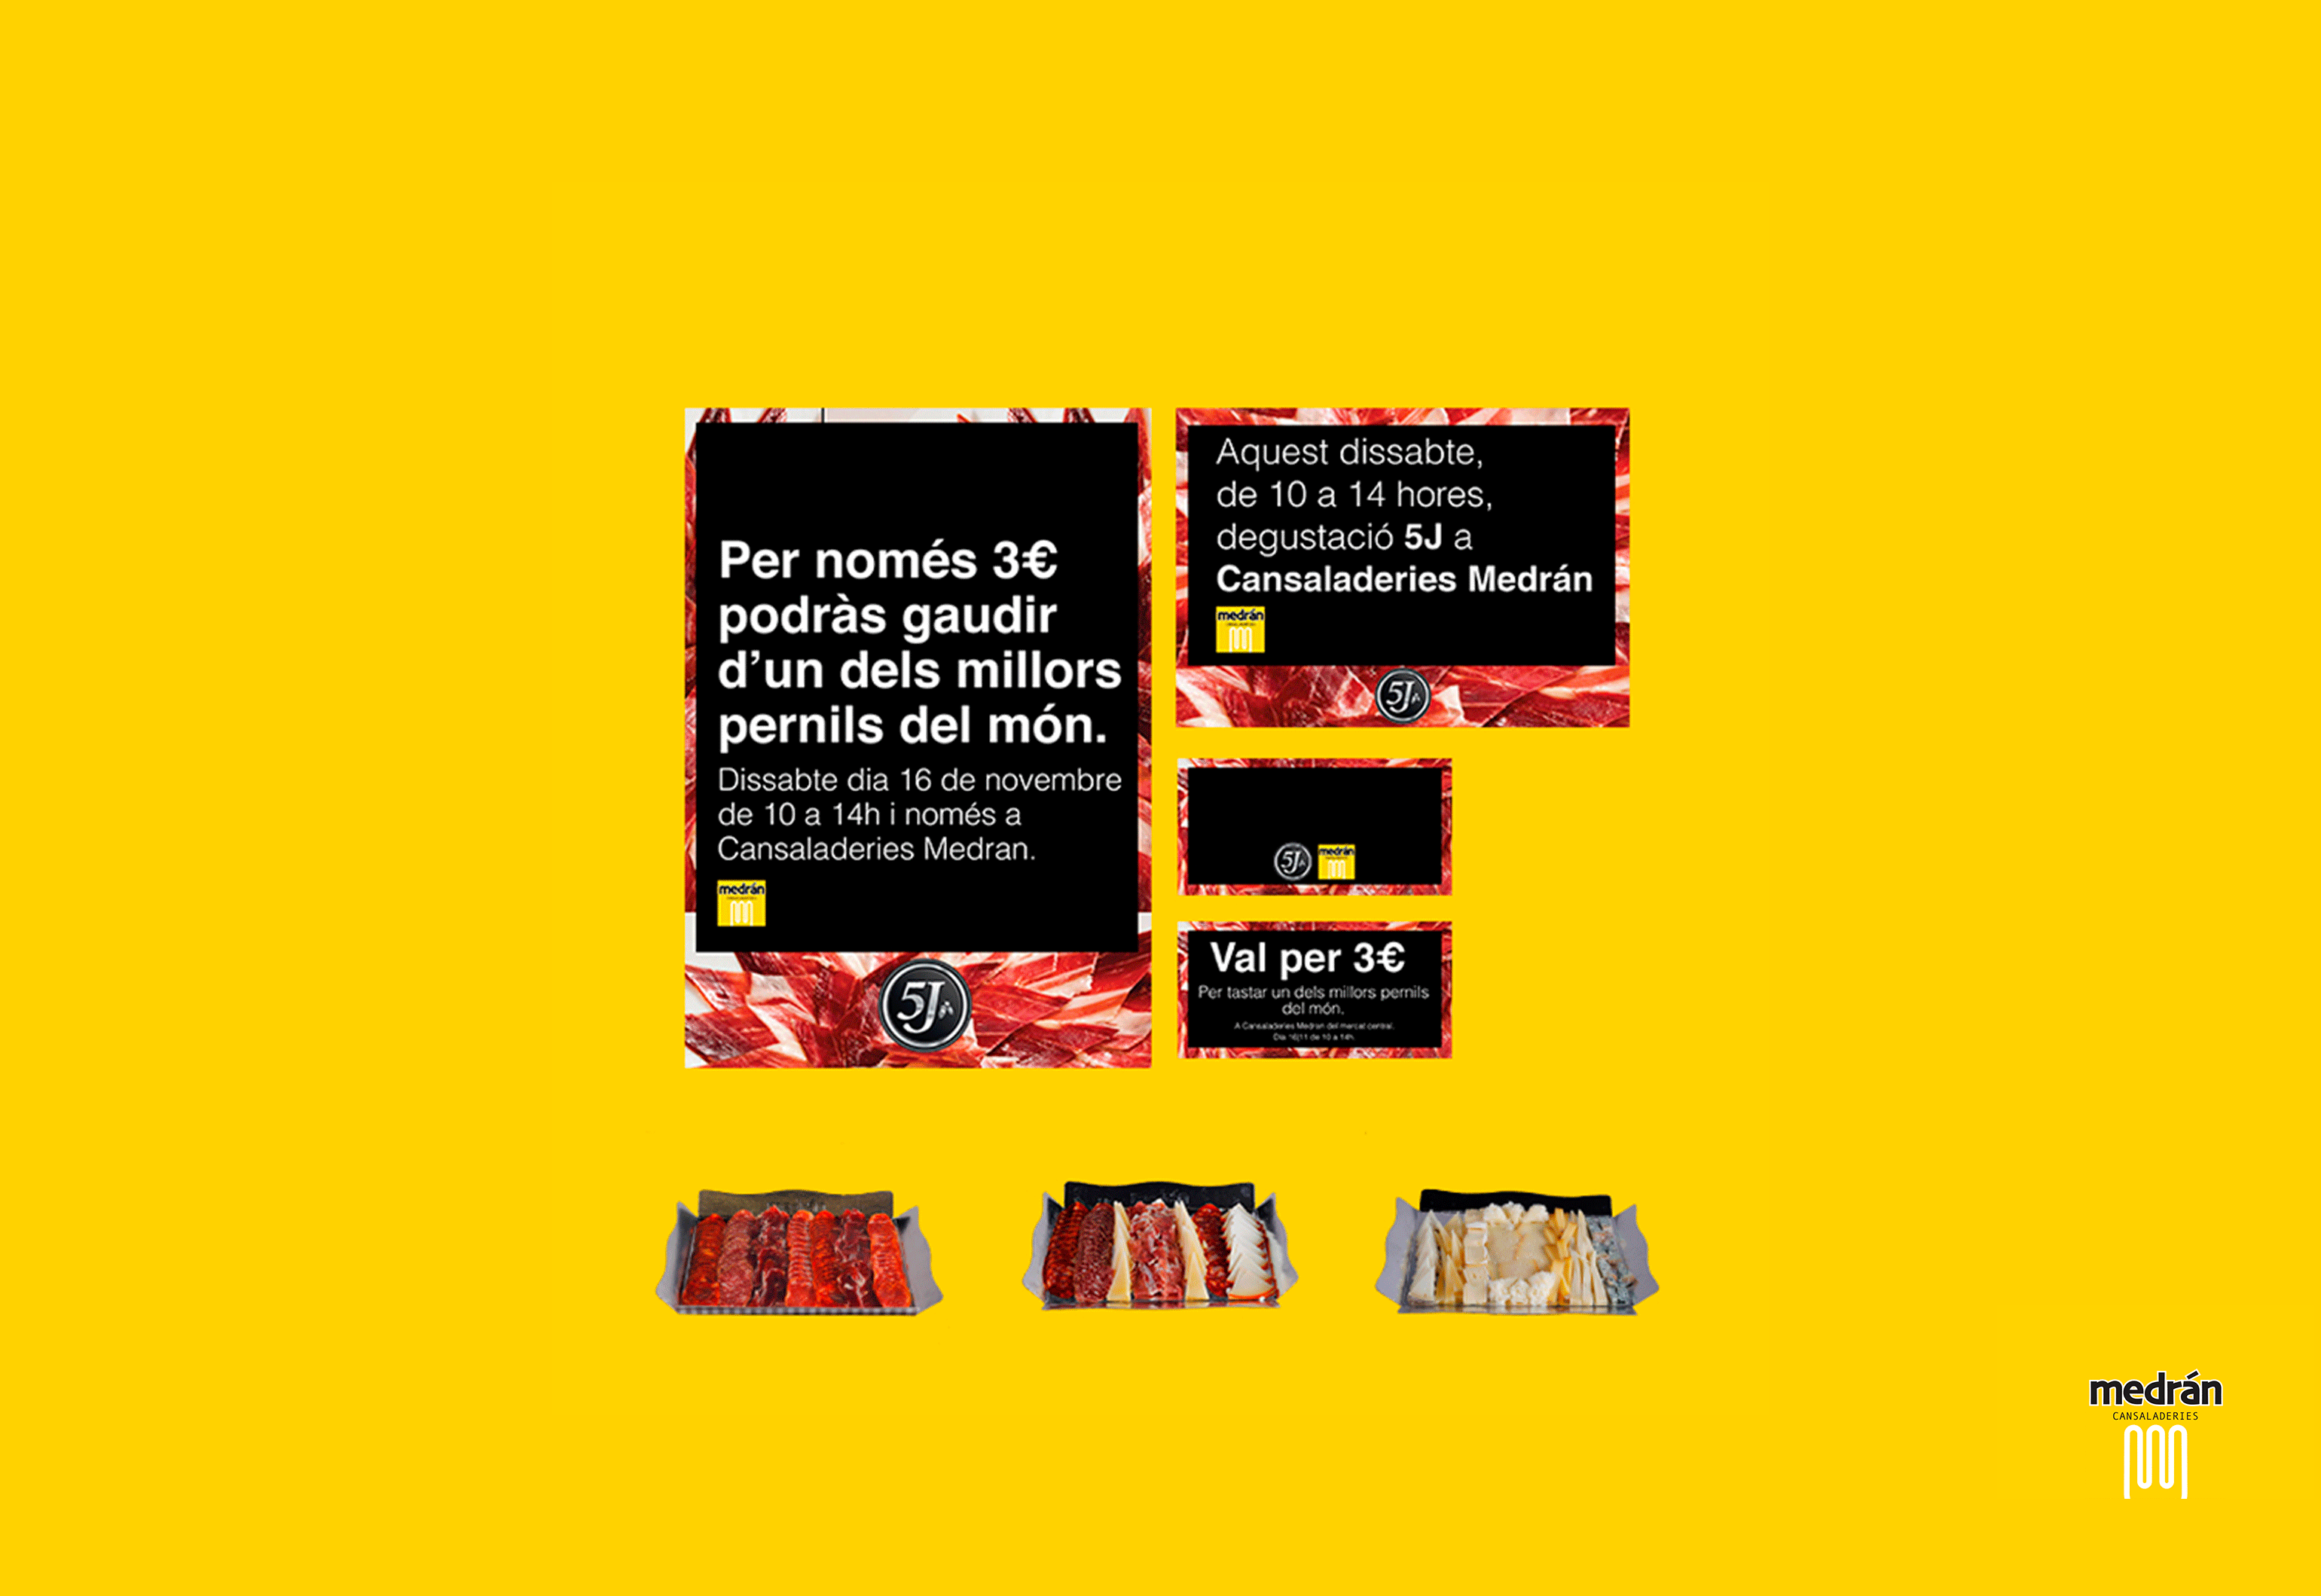 Per només 3€
podràs gaudir
d’un dels millors
pernils del món.
Dissabte dia 16 de novembre
de 10 a 14h i només a
Cansaladeries Medran.
medrán
5J
Aquest dissabte,
de 10 a 14 hores,
degustació 5J a
Cansaladeries Medrán
medrán
5J
5J
medrán
Val per 3€
Per tastar un dels millors pernils
del món.
A Cansaladeries Medran del mercat central.
Dia 16/11 de 10 a 14h.
medrán
CANSALADERIES